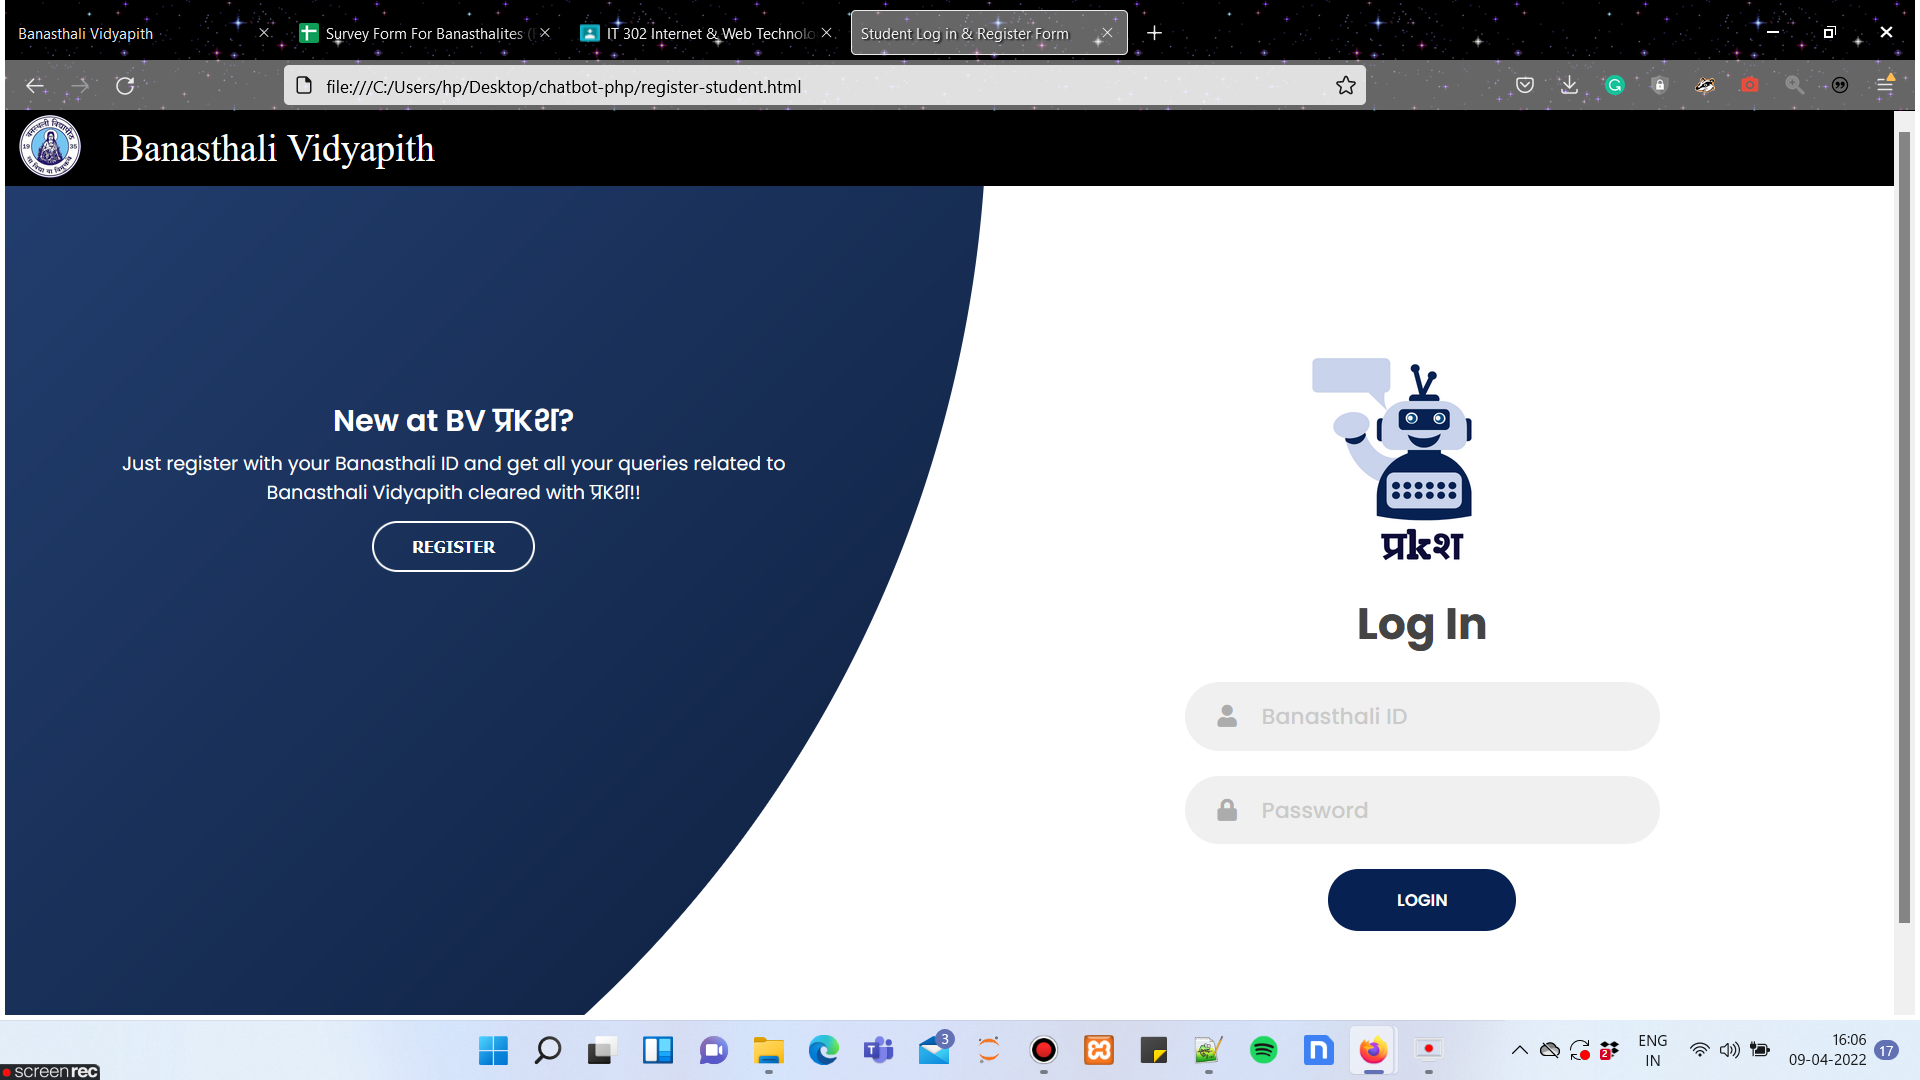 Banasthali Vidyapith
Survey Form For Banasthalites (
IT 302 Internet & Web Technolo
Student Log in & Register Form
file:///C:/Users/hp/Desktop/chatbot-php/register-student.html
Banasthali Vidyapith
New at BV प्रKश?
Just register with your Banasthali ID and get all your queries related to
Banasthali Vidyapith cleared with प्रKश!!
REGISTER
प्रkश
Log In
Banasthali ID
Password
LOGIN
3
2
ENG
IN
16:06
09-04-2022
17
screenrec